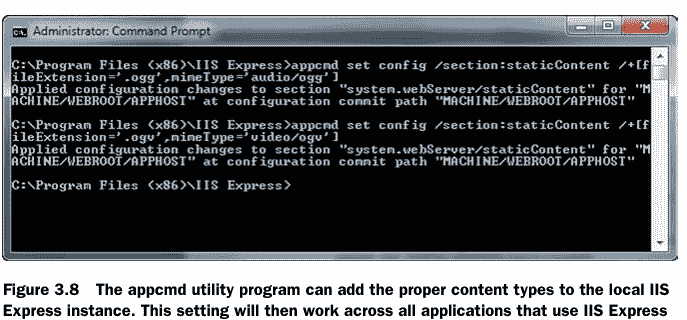 Administrator: Command Prompt
C:\Program Files (x86)\IIS Express>appcmd set config /section:staticContent /+[f
ileExtension='.ogg',mimeType='audio/ogg']
Applied configuration changes to section "system.webServer/staticContent" for "M
ACHINE/WEBROOT/APPHOST" at configuration commit path "MACHINE/WEBROOT/APPHOST"
C:\Program Files (x86)\IIS Express>appcmd set config /section:staticContent /+[f
ileExtension='.ogv',mimeType='video/ogv']
Applied configuration changes to section "system.webServer/staticContent" for "M
ACHINE/WEBROOT/APPHOST" at configuration commit path "MACHINE/WEBROOT/APPHOST"
C:\Program Files (x86)\IIS Express>
Figure 3.8 The appcmd utility program can add the proper content types to the local IIS
Express instance. This setting will then work across all applications that use IIS Express